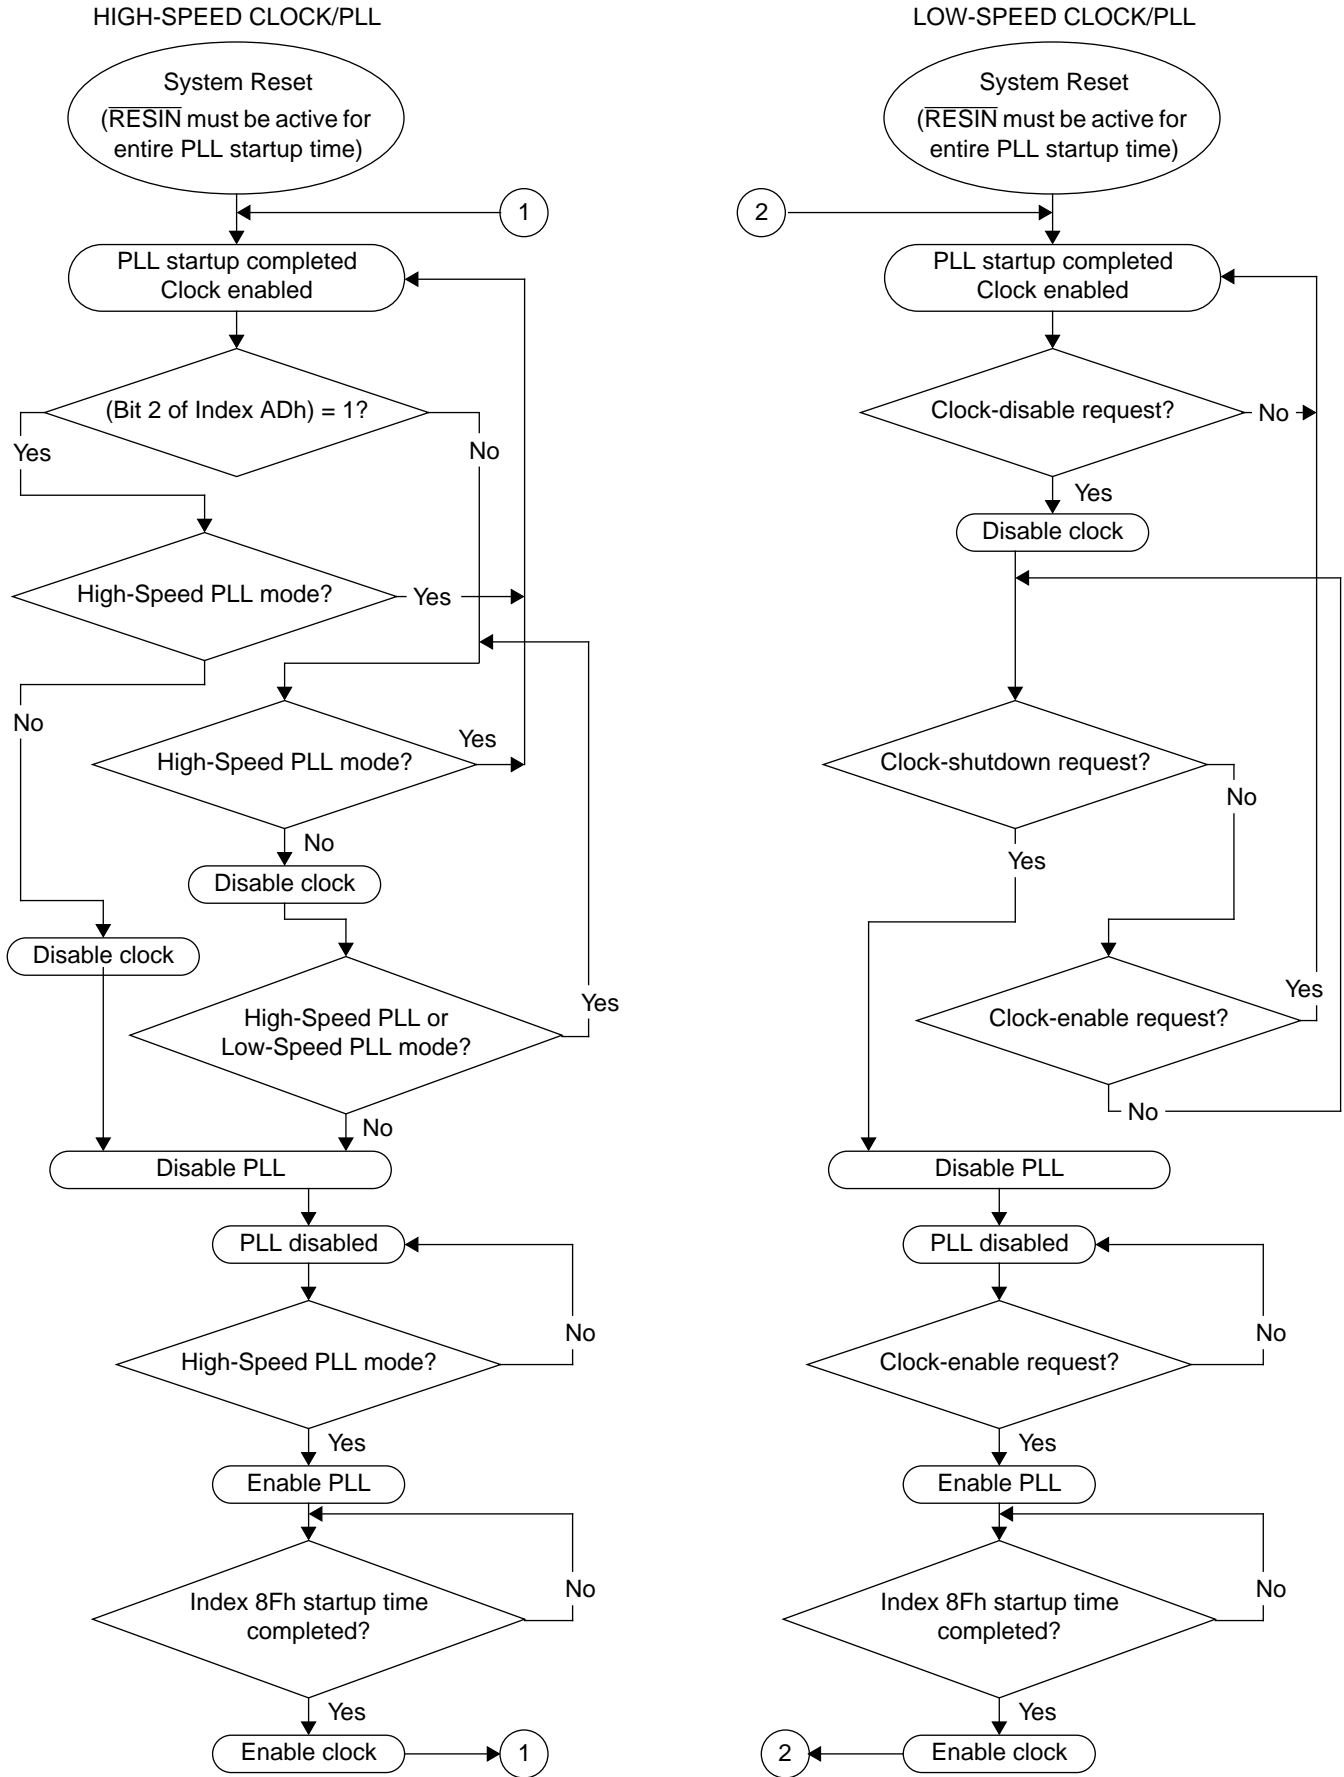 HIGH-SPEED CLOCK/PLL
System Reset
(RESIN must be active for
entire PLL startup time)
1
PLL startup completed
Clock enabled
(Bit 2 of Index ADh) = 1?
Yes
No
High-Speed PLL mode?
Yes
No
High-Speed PLL mode?
Yes
No
Disable clock
Disable clock
High-Speed PLL or
Low-Speed PLL mode?
Yes
No
Disable PLL
PLL disabled
High-Speed PLL mode?
No
Yes
Enable PLL
Index 8Fh startup time
completed?
No
Yes
Enable clock
1
LOW-SPEED CLOCK/PLL
System Reset
(RESIN must be active for
entire PLL startup time)
2
PLL startup completed
Clock enabled
Clock-disable request?
No
Yes
Disable clock
Clock-shutdown request?
No
Yes
Clock-enable request?
Yes
No
Disable PLL
PLL disabled
Clock-enable request?
No
Yes
Enable PLL
Index 8Fh startup time
completed?
No
Yes
Enable clock
2